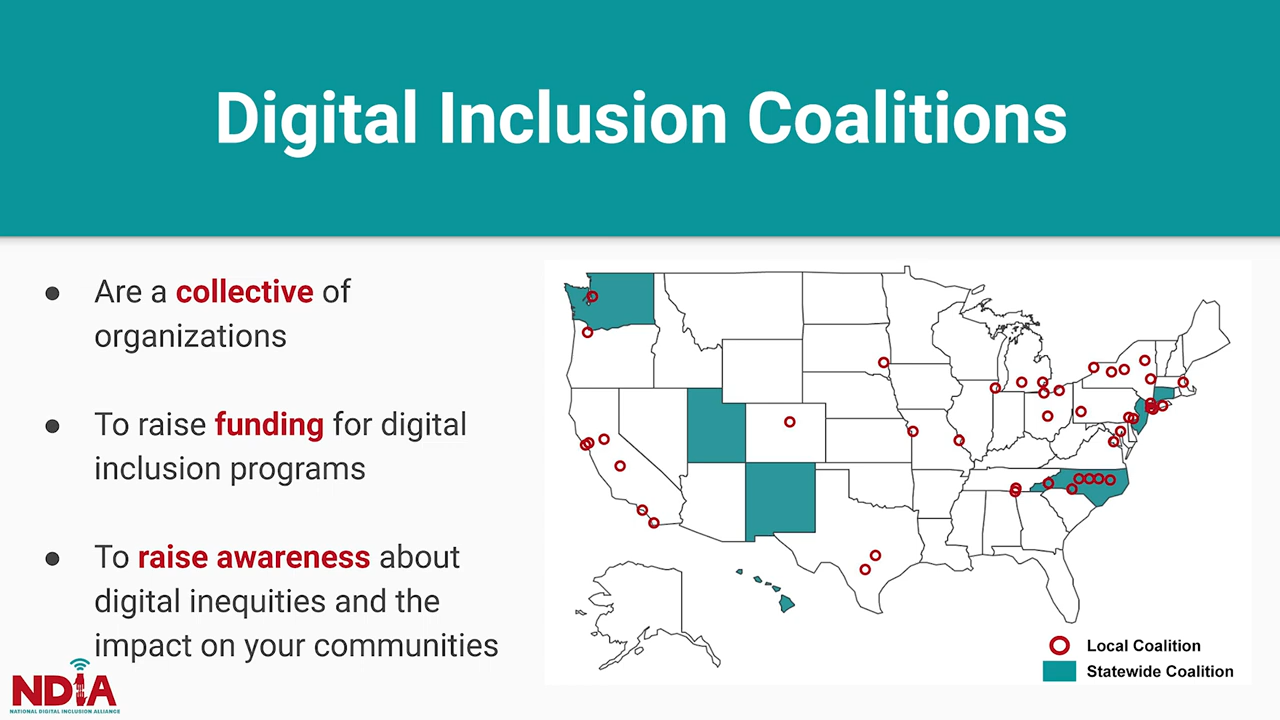 Digital Inclusion Coalitions
● Are a collective of
organizations
● To raise funding for digital
inclusion programs
● To raise awareness about
digital inequities and the
impact on your communities
Local Coalition
Statewide Coalition
NDIA
NATIONAL DIGITAL INCLUSION ALLIANCE